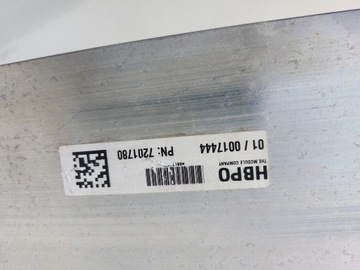 HBPO
THE MODULE COMPANY
01 / 0017444
PN: 7201780